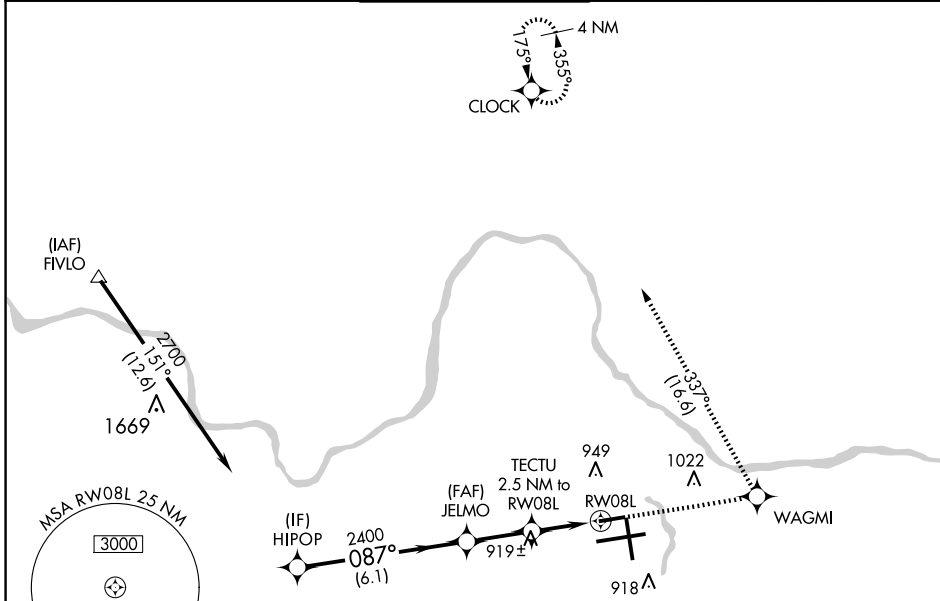 175°
355°
4 NM
CLOCK
(IAF)
FIVLO
2700
151°
(12.6)
1669
337°
(16.6)
949
1022
TECTU
2.5 NM to
RW08L
RW08L
(FAF)
JELMO
WAGMI
MSA RW08L 25 NM
3000
(IF)
HIPOP
2400
087°
(6.1)
919±
918